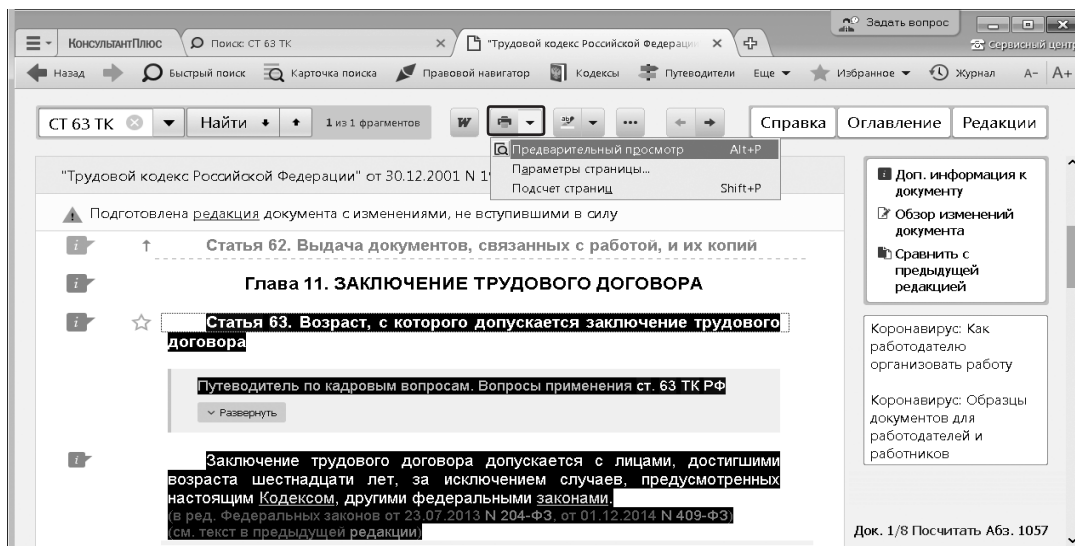 Задать вопрос
КонсультантПлюс
Поиск: СТ 63 ТК
"Трудовой кодекс Российской Федераци
Сервисный центр
Назад
Быстрый поиск
Карточка поиска
Правовой навигатор
Кодексы
Путеводители
Еще
Избранное
Журнал
A−
A+
СТ 63 ТК
Найти
1 из 1 фрагментов
W
Справка
Оглавление
Редакции
Предварительный просмотр Alt+P
Параметры страницы...
Подсчет страниц Shift+P
"Трудовой кодекс Российской Федерации" от 30.12.2001 N 1
Подготовлена редакция документа с изменениями, не вступившими в силу
Статья 62. Выдача документов, связанных с работой, и их копий
Глава 11. ЗАКЛЮЧЕНИЕ ТРУДОВОГО ДОГОВОРА
Статья 63. Возраст, с которого допускается заключение трудового
договора
Путеводитель по кадровым вопросам. Вопросы применения ст. 63 ТК РФ
Развернуть
Заключение трудового договора допускается с лицами, достигшими
возраста шестнадцати лет, за исключением случаев, предусмотренных
настоящим Кодексом, другими федеральными законами.
(в ред. Федеральных законов от 23.07.2013 N 204-ФЗ, от 01.12.2014 N 409-ФЗ)
(см. текст в предыдущей редакции)
Доп. информация к
документу
Обзор изменений
документа
Сравнить с
предыдущей
редакцией
Коронавирус: Как
работодателю
организовать работу
Коронавирус: Образцы
документов для
работодателей и
работников
Док. 1/8 Посчитать Абз. 1057